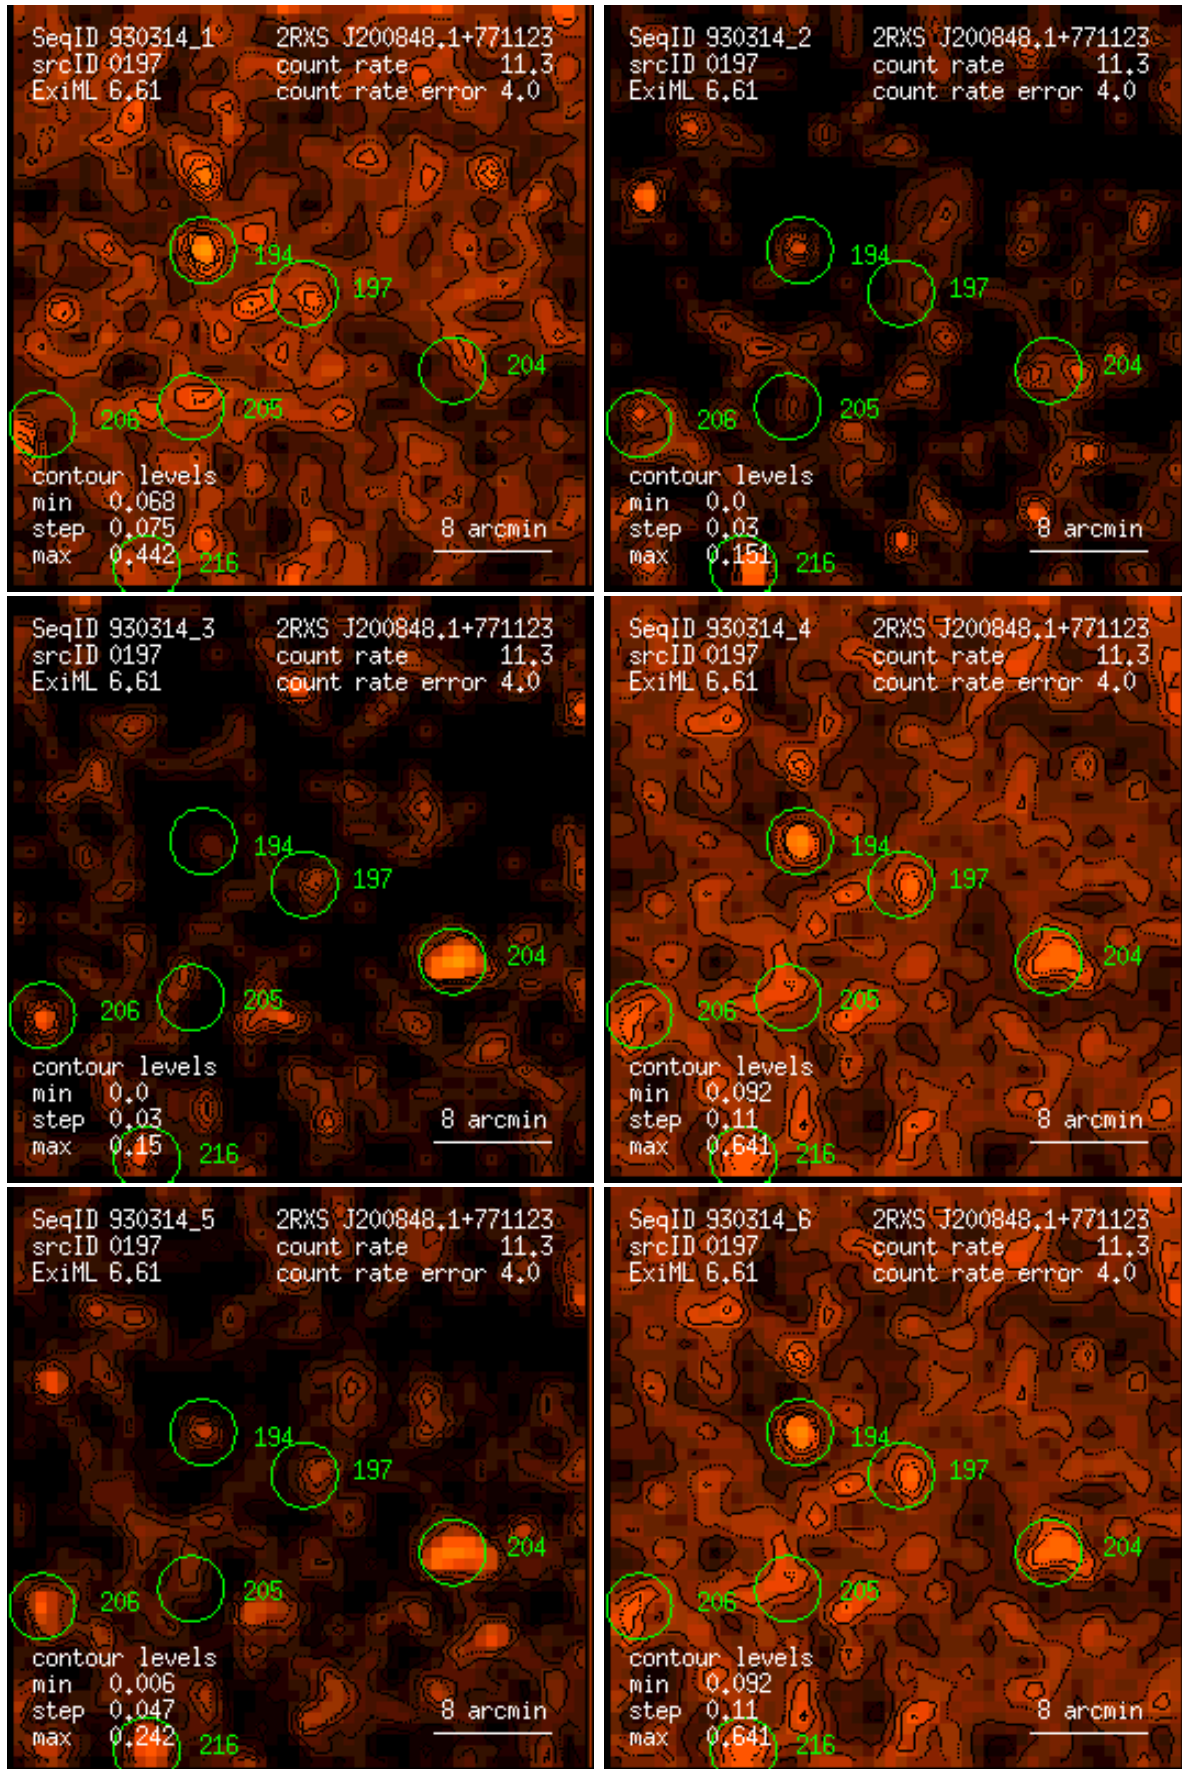 SeqID 930314_1 2RXS J200848.1+771123
srcID 0197 count rate 11.3
ExiML 6.61 count rate error 4.0
194
197
204
206 205
contour levels
min 0.068
step 0.075 8 arcmin
max 0.442 216
SeqID 930314_2 2RXS J200848.1+771123
srcID 0197 count rate 11.3
ExiML 6.61 count rate error 4.0
194
197
204
206 205
contour levels
min 0.0
step 0.03 8 arcmin
max 0.151 216
SeqID 930314_3 2RXS J200848.1+771123
srcID 0197 count rate 11.3
ExiML 6.61 count rate error 4.0
194
197
204
206 205
contour levels
min 0.0
step 0.03 8 arcmin
max 0.15 216
SeqID 930314_4 2RXS J200848.1+771123
srcID 0197 count rate 11.3
ExiML 6.61 count rate error 4.0
194
197
204
206 205
contour levels
min 0.092
step 0.11 8 arcmin
max 0.641 216
SeqID 930314_5 2RXS J200848.1+771123
srcID 0197 count rate 11.3
ExiML 6.61 count rate error 4.0
194
197
204
206 205
contour levels
min 0.006
step 0.047 8 arcmin
max 0.242 216
SeqID 930314_6 2RXS J200848.1+771123
srcID 0197 count rate 11.3
ExiML 6.61 count rate error 4.0
194
197
204
206 205
contour levels
min 0.092
step 0.11 8 arcmin
max 0.641 216